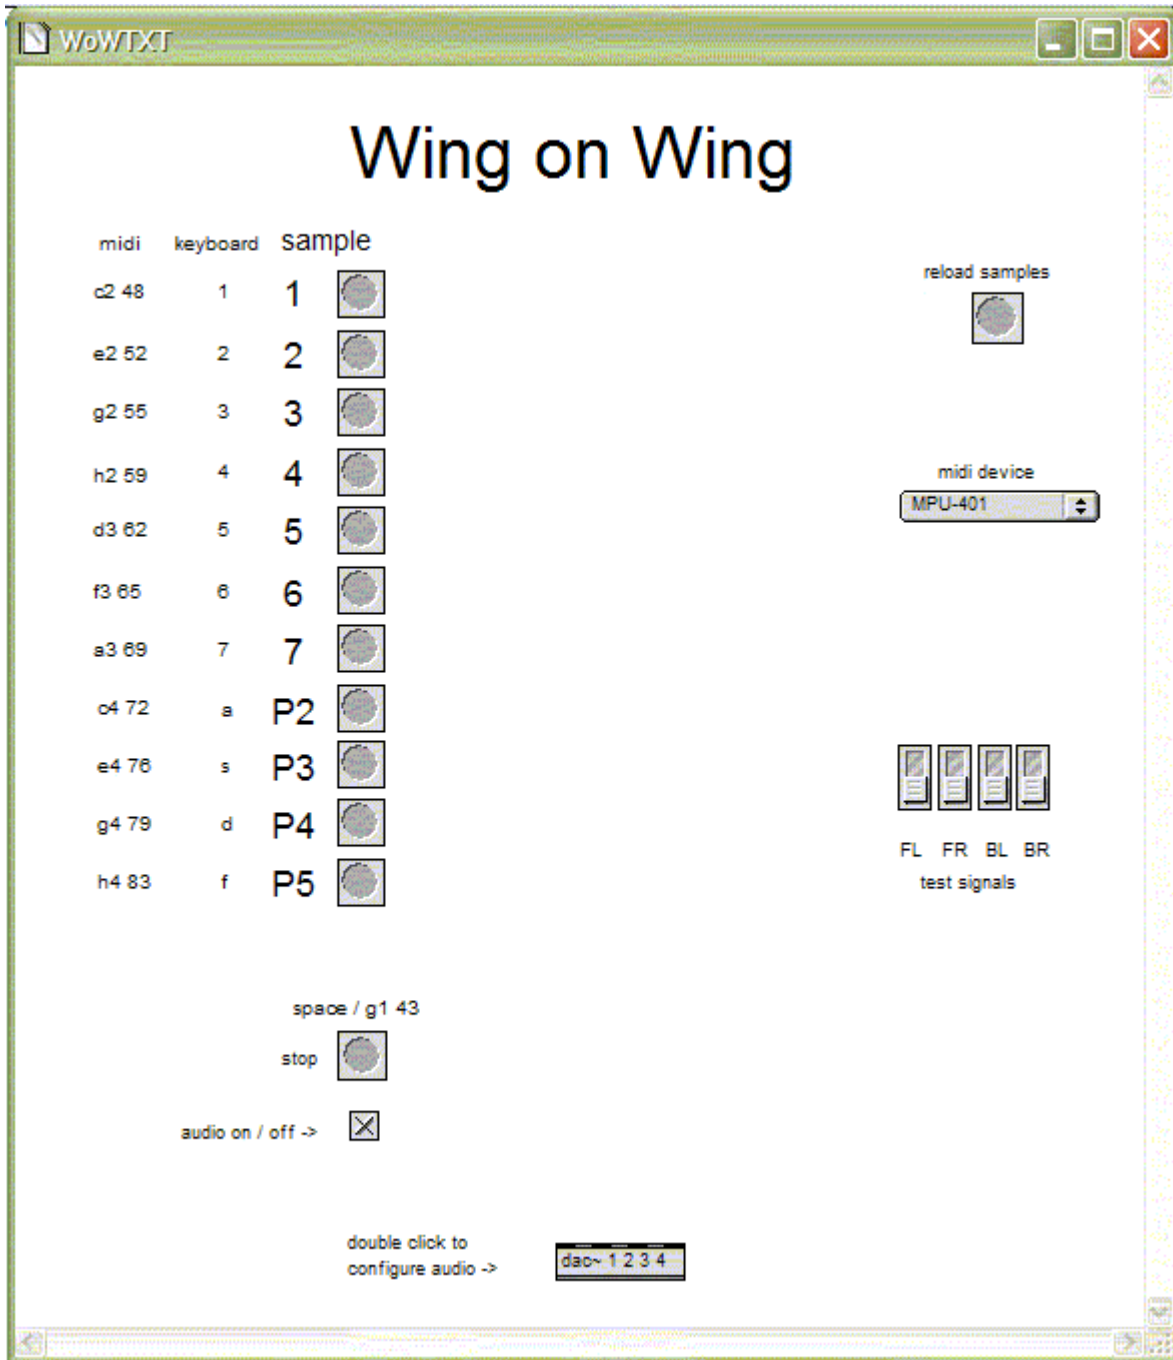 WoWTXT
Wing on Wing
midi keyboard sample
c2 48 1 1
e2 52 2 2
g2 55 3 3
h2 59 4 4
d3 62 5 5
f3 65 6 6
a3 69 7 7
c4 72 a P2
e4 76 s P3
g4 79 d P4
h4 83 f P5
reload samples
midi device
MPU-401
FL FR BL BR
test signals
space / g1 43
stop
audio on / off ->
double click to
configure audio ->
dac~ 1 2 3 4